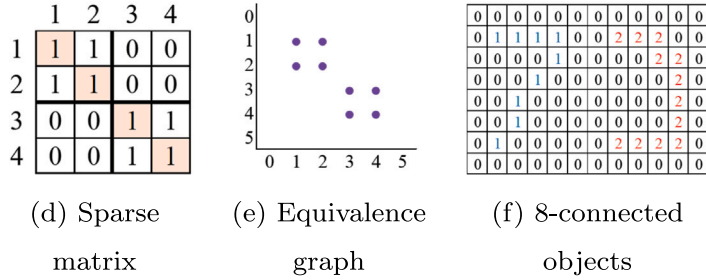 1 2 3 4
1 1 1 0 0
2 1 1 0 0
3 0 0 1 1
4 0 0 1 1
(d) Sparse
matrix
0
1
2
3
4
5
0 1 2 3 4 5
(e) Equivalence
graph
0 0 0 0 0 0 0 0 0 0 0 0
0 1 1 1 1 0 0 2 2 2 0 0
0 0 0 0 1 0 0 0 0 2 2 0
0 0 0 1 0 0 0 0 0 0 2 0
0 0 1 0 0 0 0 0 0 0 2 0
0 0 1 0 0 0 0 0 0 0 2 0
0 1 0 0 0 0 0 2 2 2 2 0
0 0 0 0 0 0 0 0 0 0 0 0
(f) 8-connected
objects